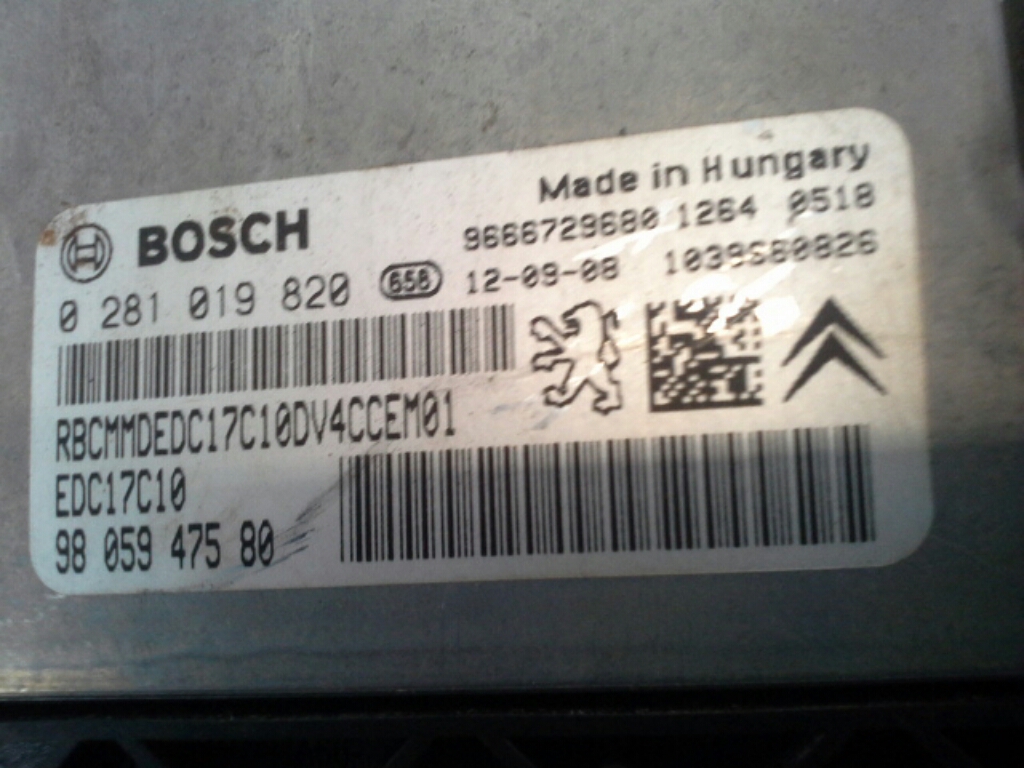 Made in Hungary
BOSCH
9666729680 1264 0518
0 281 019 820 658 12-09-08 1039S80826
RBCMMDEDC17C10DV4CCEM01
EDC17C10
98 059 475 80